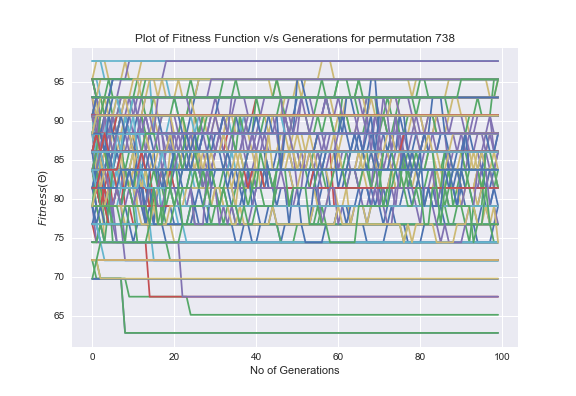 Plot of Fitness Function v/s Generations for permutation 738
Fitness(Θ)
95
90
85
80
75
70
65
0 20 40 60 80 100
No of Generations